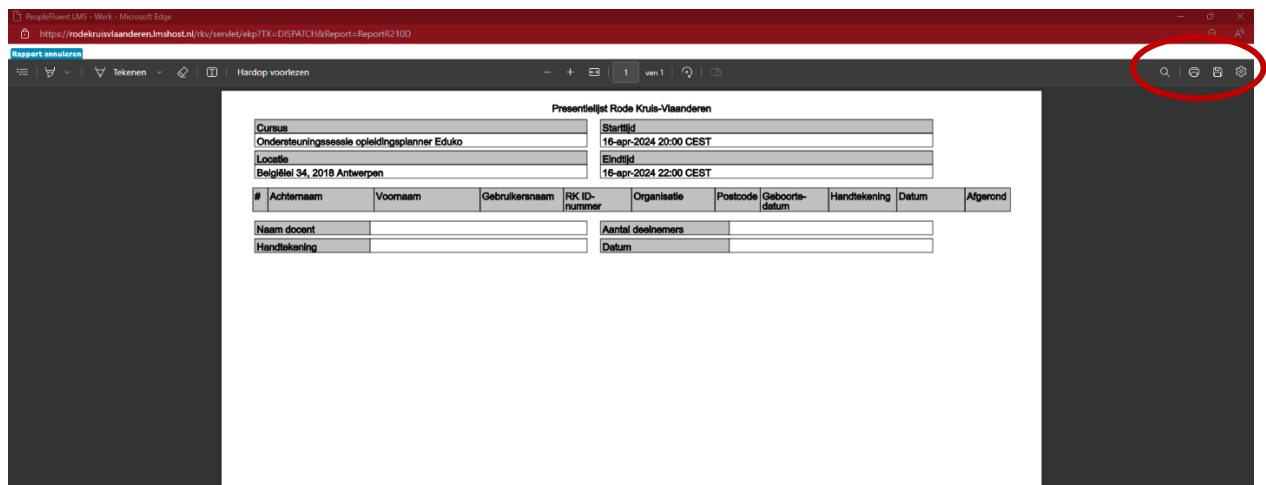 PeopleFluent LMS - Werk - Microsoft Edge
https://rodekruisvlaanderen.lmshost.nl/rkv/servlet/ekp?TX=DISPATCH&Report=ReportR210D
Rapport annuleren
Tekenen Hardop voorlezen 1 van 1
Presentielijst Rode Kruis-Vlaanderen
Cursus Starttijd
Ondersteuningssessie opleidingsplanner Eduko 16-apr-2024 20:00 CEST
Locatie Eindtijd
Belgiëlei 34, 2018 Antwerpen 16-apr-2024 22:00 CEST
# Achternaam Voornaam Gebruikersnaam RK ID-nummer Organisatie Postcode Geboorte-datum Handtekening Datum Afgerond
Naam docent Aantal deelnemers
Handtekening Datum